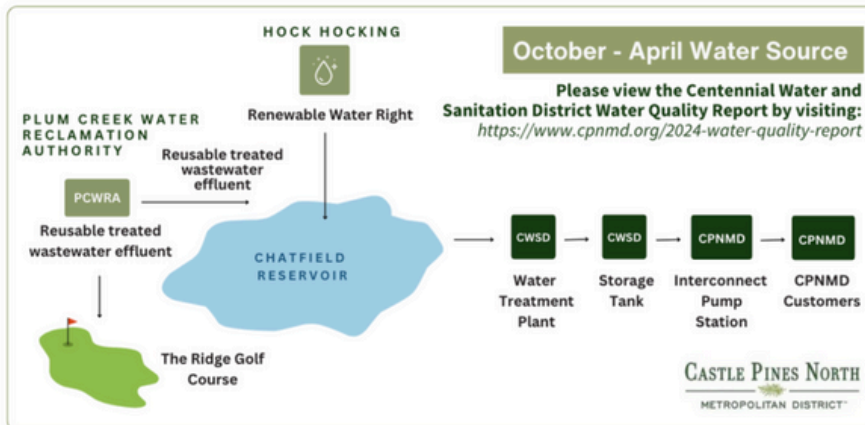 HOCK HOCKING
Renewable Water Right
October - April Water Source
Please view the Centennial Water and
Sanitation District Water Quality Report by visiting:
https://www.cpnmd.org/2024-water-quality-report
PLUM CREEK WATER
RECLAMATION
AUTHORITY
PCWRA
Reusable treated
wastewater effluent
Reusable treated
wastewater
effluent
CHATFIELD
RESERVOIR
The Ridge Golf
Course
CWSD
Water
Treatment
Plant
CWSD
Storage
Tank
CPNMD
Interconnect
Pump
Station
CPNMD
CPNMD
Customers
CASTLE PINES NORTH
METROPOLITAN DISTRICT